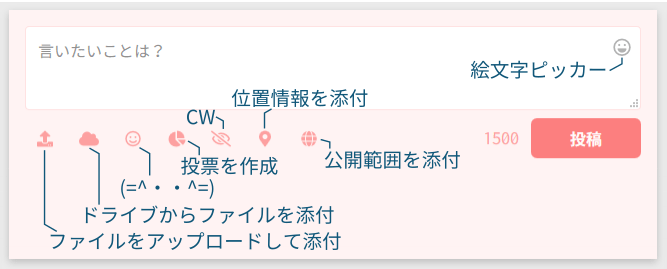 言いたいことは？
絵文字ピッカー
位置情報を添付
CW
1500
投稿
公開範囲を添付
投票を作成
(=^・・^=)
ドライブからファイルを添付
ファイルをアップロードして添付